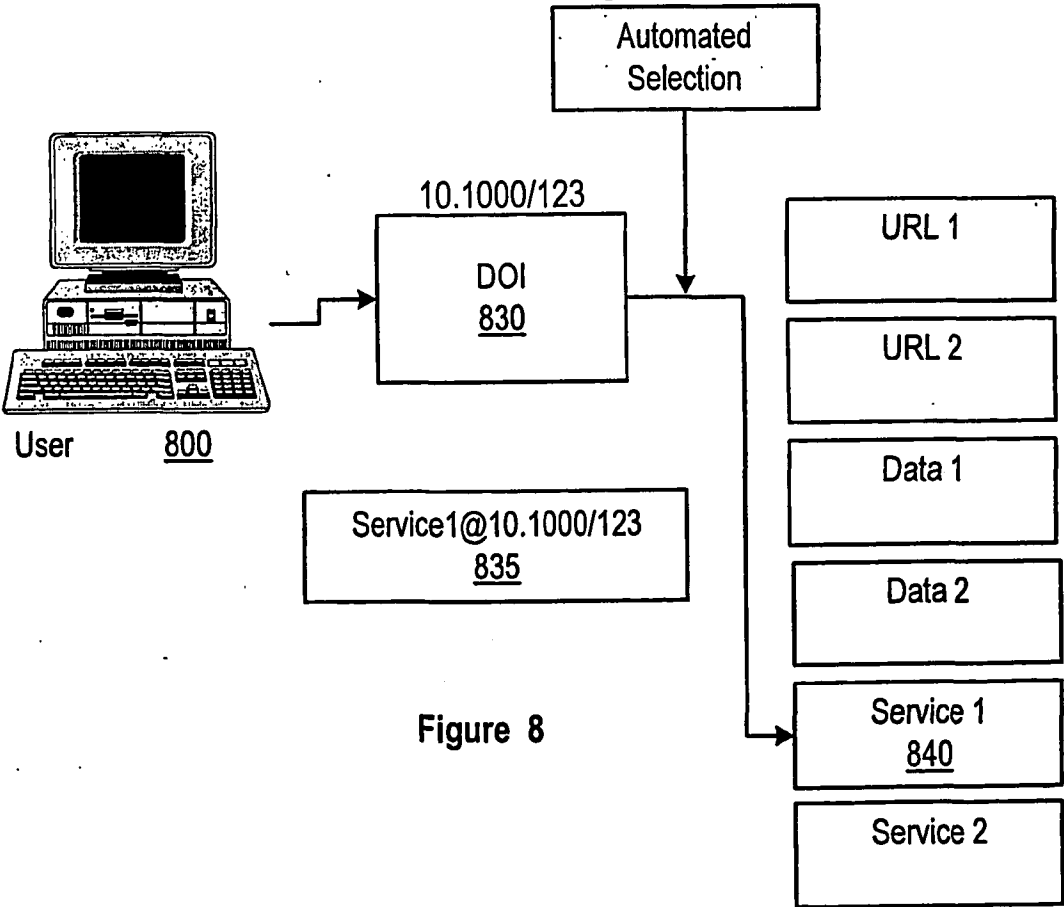 Automated
Selection
10.1000/123
DOI
830
User 800
Service1@10.1000/123
835
URL 1
URL 2
Data 1
Data 2
Service 1
840
Service 2
Figure 8